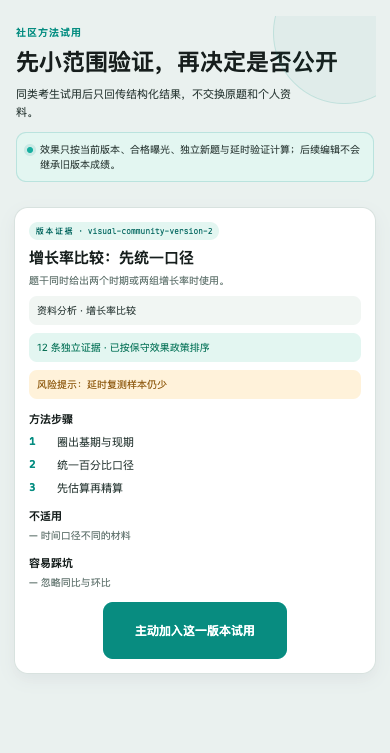 社区方法试用
先小范围验证，再决定是否公开
同类考生试用后只回传结构化结果，不交换原题和个人资
料。
效果只按当前版本、合格曝光、独立新题与延时验证计算；后续编辑不会
继承旧版本成绩。
版本证据 · visual-community-version-2
增长率比较：先统一口径
题干同时给出两个时期或两组增长率时使用。
资料分析 · 增长率比较
12 条独立证据 · 已按保守效果政策排序
风险提示：延时复测样本仍少
方法步骤
1 圈出基期与现期
2 统一百分比口径
3 先估算再精算
不适用
— 时间口径不同的材料
容易踩坑
— 忽略同比与环比
主动加入这一版本试用